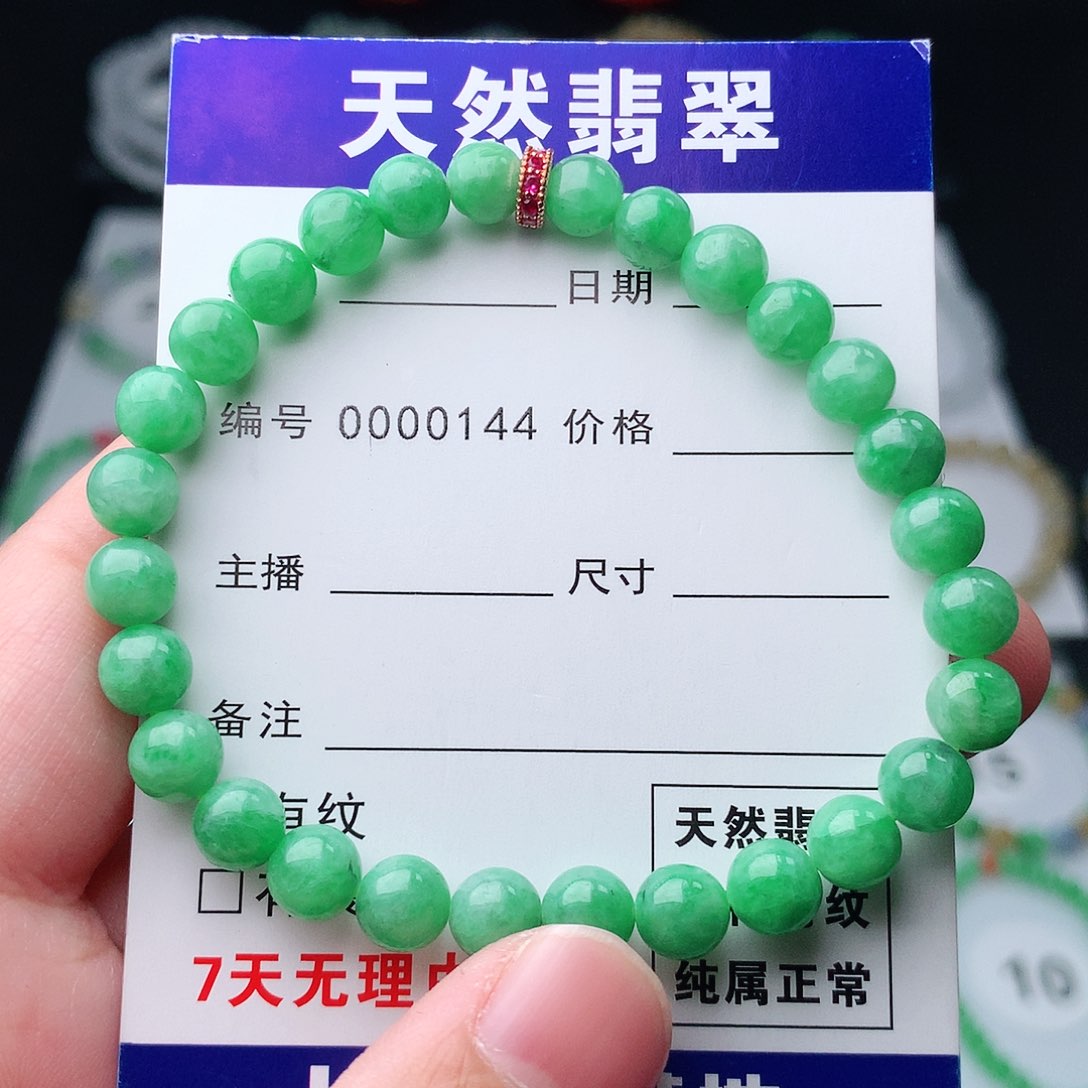 天然翡翠
日期
编号 0000144 价格
主播 尺寸
备注
有纹
天然翡
纹
7天无理由
纯属正常
10